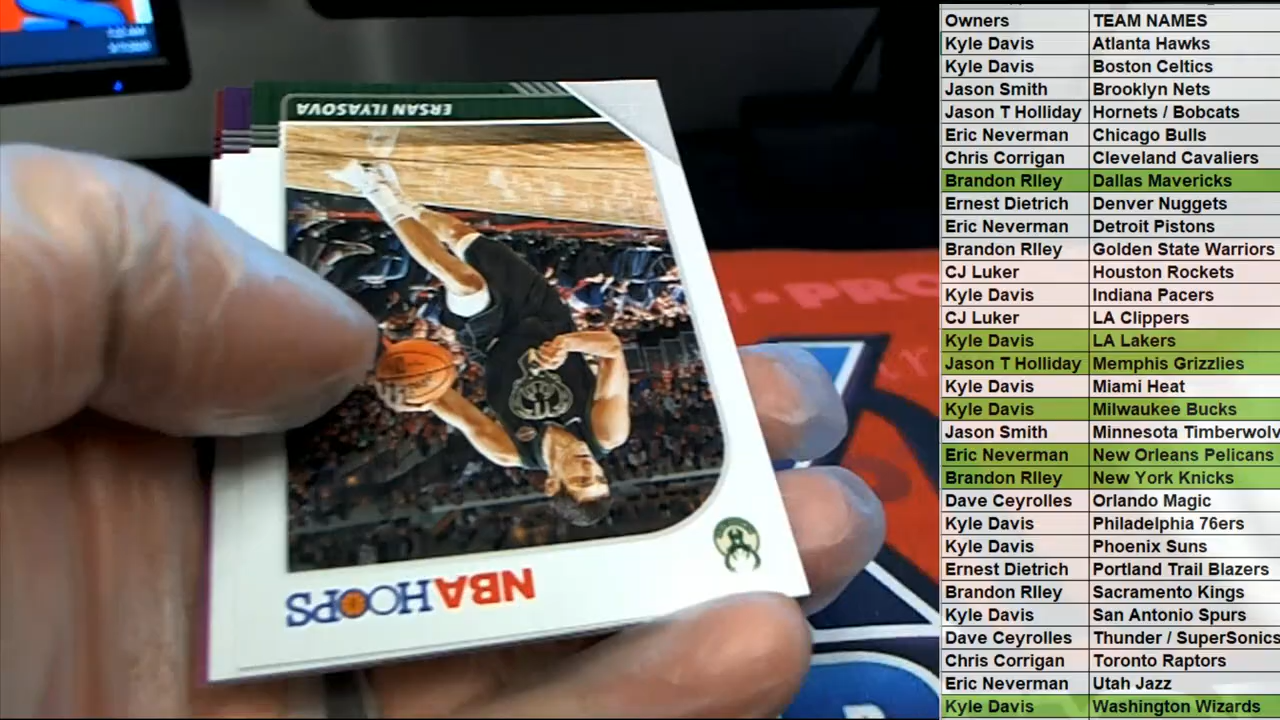 ERSAN ILYASOVA
NBA HOOPS
PRO
Owners TEAM NAMES
Kyle Davis Atlanta Hawks
Kyle Davis Boston Celtics
Jason Smith Brooklyn Nets
Jason T Holliday Hornets / Bobcats
Eric Neverman Chicago Bulls
Chris Corrigan Cleveland Cavaliers
Brandon RIley Dallas Mavericks
Ernest Dietrich Denver Nuggets
Eric Neverman Detroit Pistons
Brandon RIley Golden State Warriors
CJ Luker Houston Rockets
Kyle Davis Indiana Pacers
CJ Luker LA Clippers
Kyle Davis LA Lakers
Jason T Holliday Memphis Grizzlies
Kyle Davis Miami Heat
Kyle Davis Milwaukee Bucks
Jason Smith Minnesota Timberwolv
Eric Neverman New Orleans Pelicans
Brandon RIley New York Knicks
Dave Ceyrolles Orlando Magic
Kyle Davis Philadelphia 76ers
Kyle Davis Phoenix Suns
Ernest Dietrich Portland Trail Blazers
Brandon RIley Sacramento Kings
Kyle Davis San Antonio Spurs
Dave Ceyrolles Thunder / SuperSonics
Chris Corrigan Toronto Raptors
Eric Neverman Utah Jazz
Kyle Davis Washington Wizards